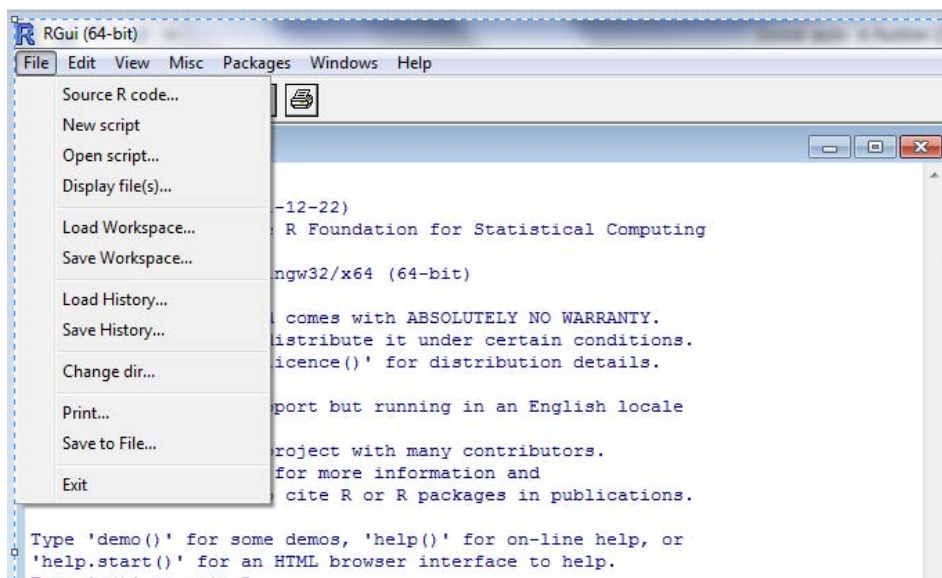 RGui (64-bit)
File Edit View Misc Packages Windows Help
Source R code...
New script
Open script...
Display file(s)...
Load Workspace...
Save Workspace...
Load History...
Save History...
Change dir...
Print...
Save to File...
Exit
-12-22)
R Foundation for Statistical Computing
ingw32/x64 (64-bit)
comes with ABSOLUTELY NO WARRANTY.
distribute it under certain conditions.
icence()' for distribution details.
port but running in an English locale
roject with many contributors.
for more information and
cite R or R packages in publications.
Type 'demo()' for some demos, 'help()' for on-line help, or
'help.start()' for an HTML browser interface to help.